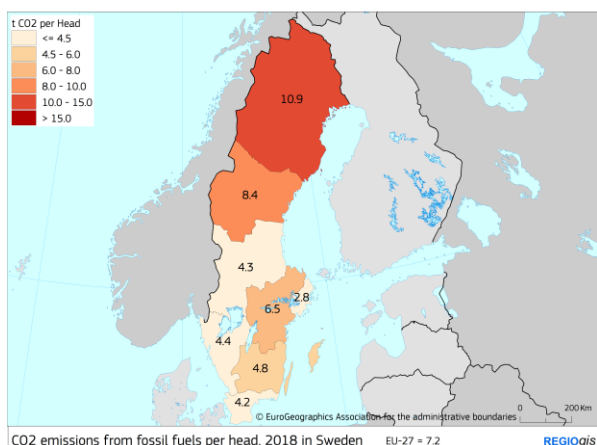 t CO2 per Head
<= 4.5
4.5 - 6.0
6.0 - 8.0
8.0 - 10.0
10.0 - 15.0
> 15.0
10.9
8.4
4.3
2.8
6.5
4.4
4.8
4.2
© EuroGeographics Association for the administrative boundaries
0 200 Km
CO2 emissions from fossil fuels per head, 2018 in Sweden EU-27 = 7.2 REGIOgis